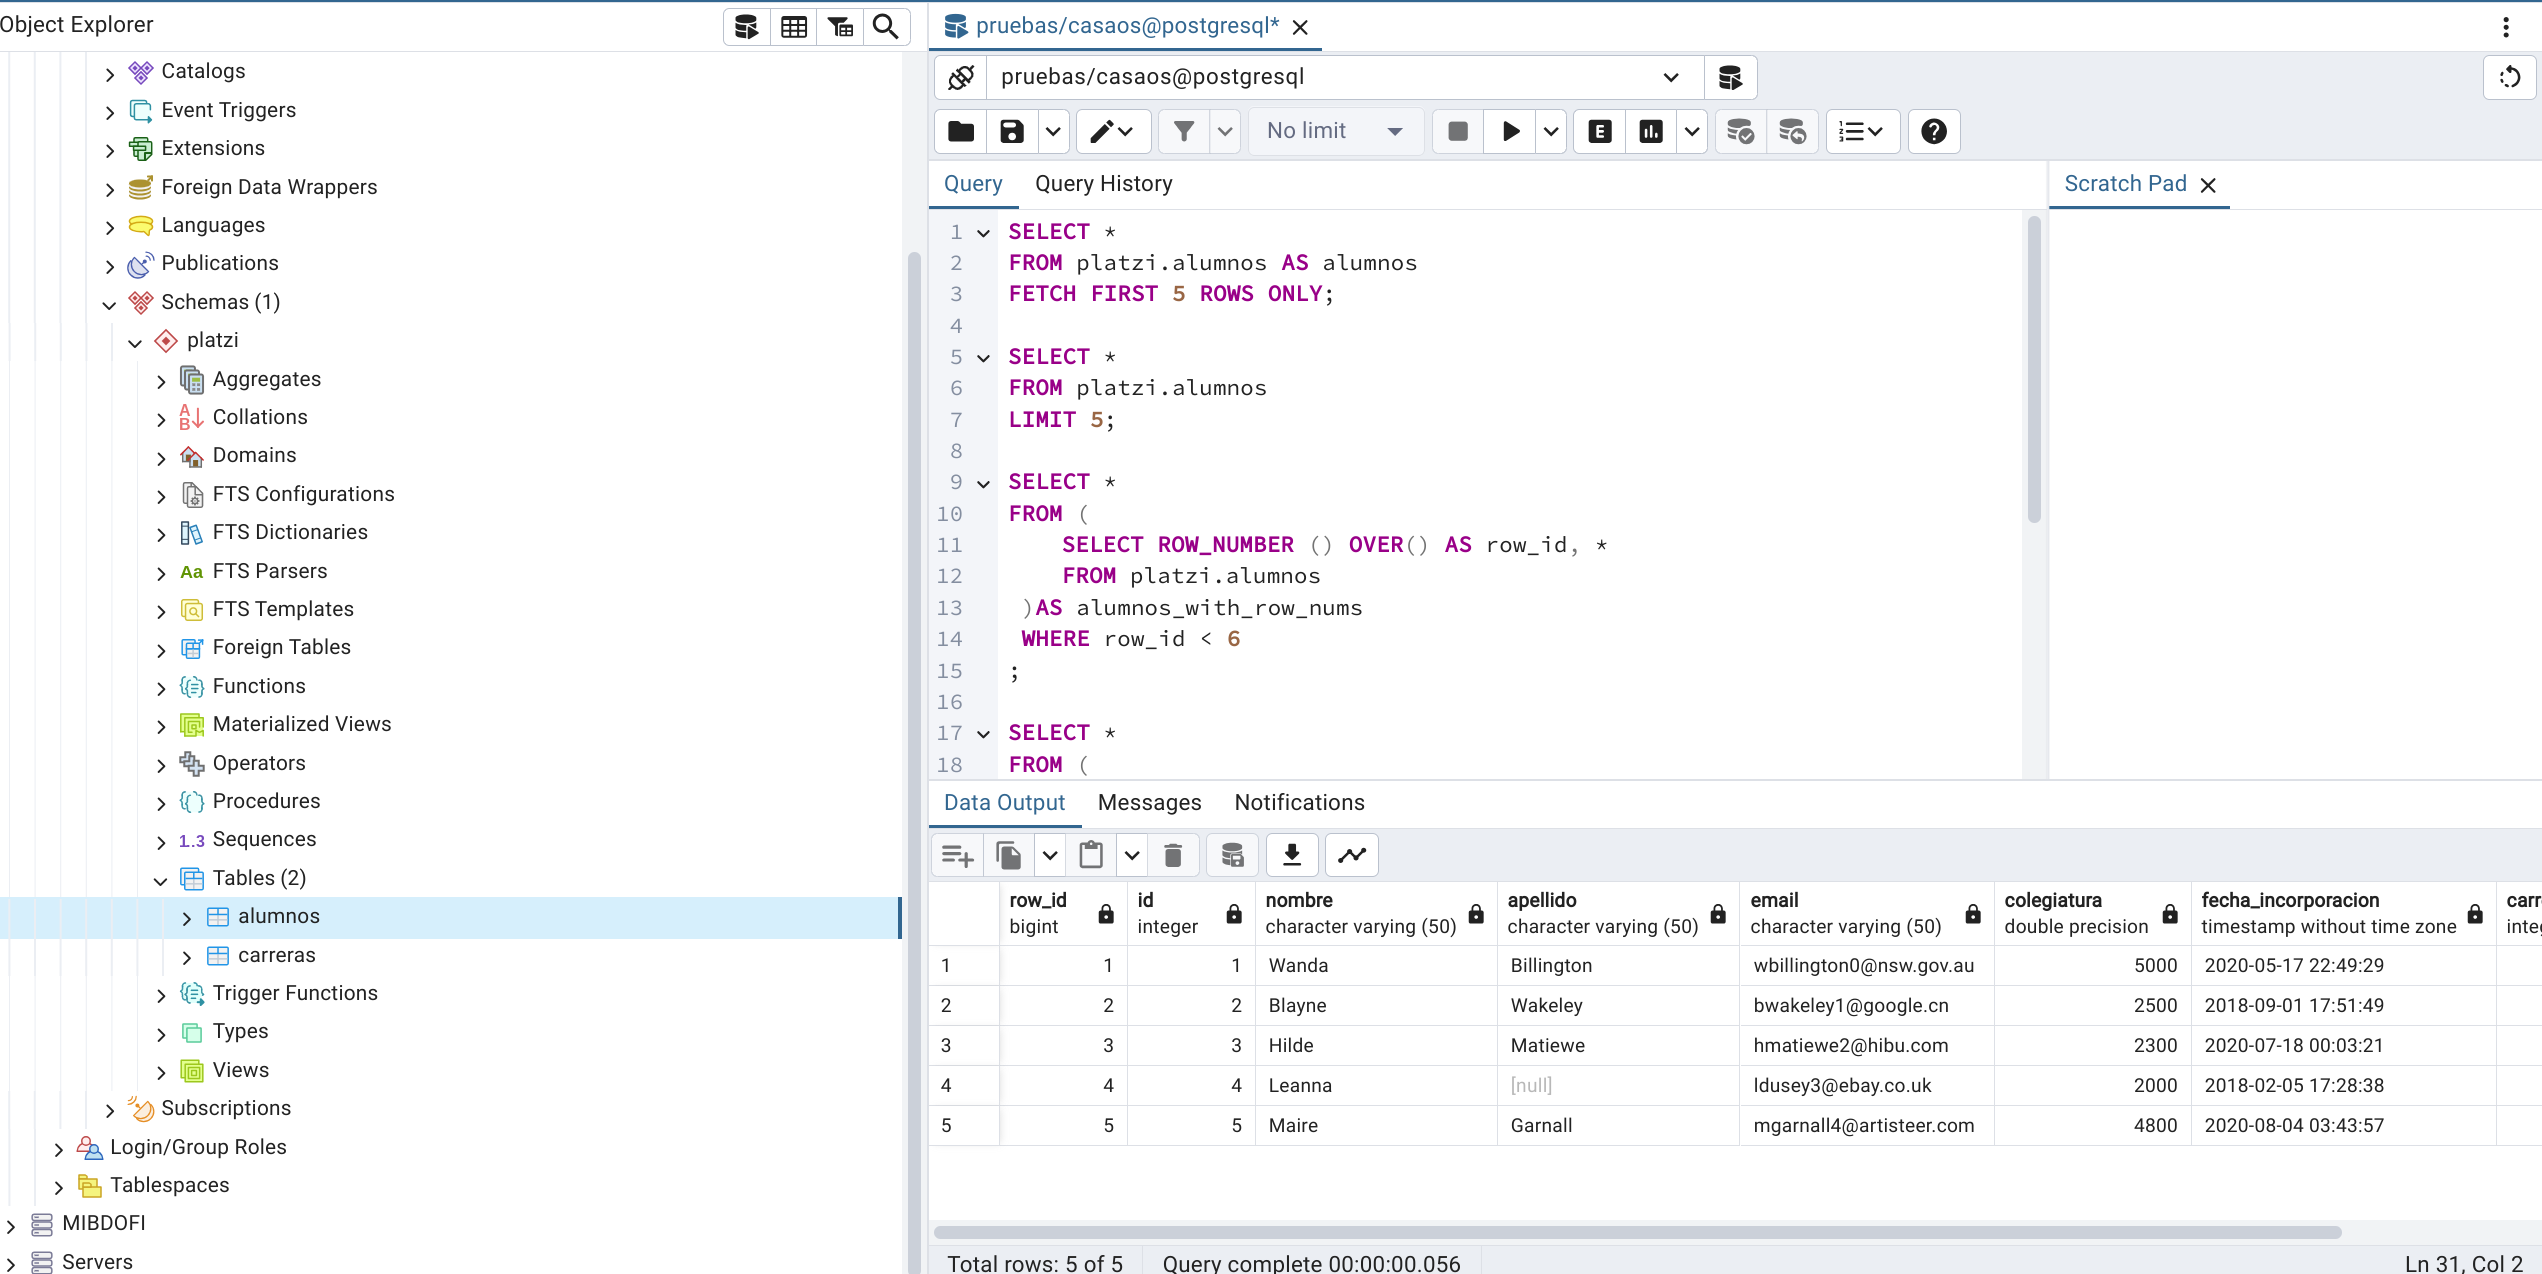 Object Explorer
Catalogs
Event Triggers
Extensions
Foreign Data Wrappers
Languages
Publications
Schemas (1)
platzi
Aggregates
Collations
Domains
FTS Configurations
FTS Dictionaries
Aa FTS Parsers
FTS Templates
Foreign Tables
Functions
Materialized Views
Operators
Procedures
1.3 Sequences
Tables (2)
alumnos
carreras
Trigger Functions
Types
Views
Subscriptions
Login/Group Roles
Tablespaces
MIBDOFI
Servers
pruebas/casaos@postgresql*
pruebas/casaos@postgresql
No limit
Query Query History
Scratch Pad
1 SELECT *
2 FROM platzi.alumnos AS alumnos
3 FETCH FIRST 5 ROWS ONLY;
4
5 SELECT *
6 FROM platzi.alumnos
7 LIMIT 5;
8
9 SELECT *
10 FROM (
11 SELECT ROW_NUMBER () OVER() AS row_id, *
12 FROM platzi.alumnos
13 )AS alumnos_with_row_nums
14 WHERE row_id < 6
15 ;
16
17 SELECT *
18 FROM (
Data Output Messages Notifications
row_id id nombre apellido email colegiatura fecha_incorporacion carr
bigint integer character varying (50) character varying (50) character varying (50) double precision timestamp without time zone inte
1 1 1 Wanda Billington wbillington0@nsw.gov.au 5000 2020-05-17 22:49:29
2 2 2 Blayne Wakeley bwakeley1@google.cn 2500 2018-09-01 17:51:49
3 3 3 Hilde Matiewe hmatiewe2@hibu.com 2300 2020-07-18 00:03:21
4 4 4 Leanna [null] ldusey3@ebay.co.uk 2000 2018-02-05 17:28:38
5 5 5 Maire Garnall mgarnall4@artisteer.com 4800 2020-08-04 03:43:57
Total rows: 5 of 5 Query complete 00:00:00.056 Ln 31, Col 2